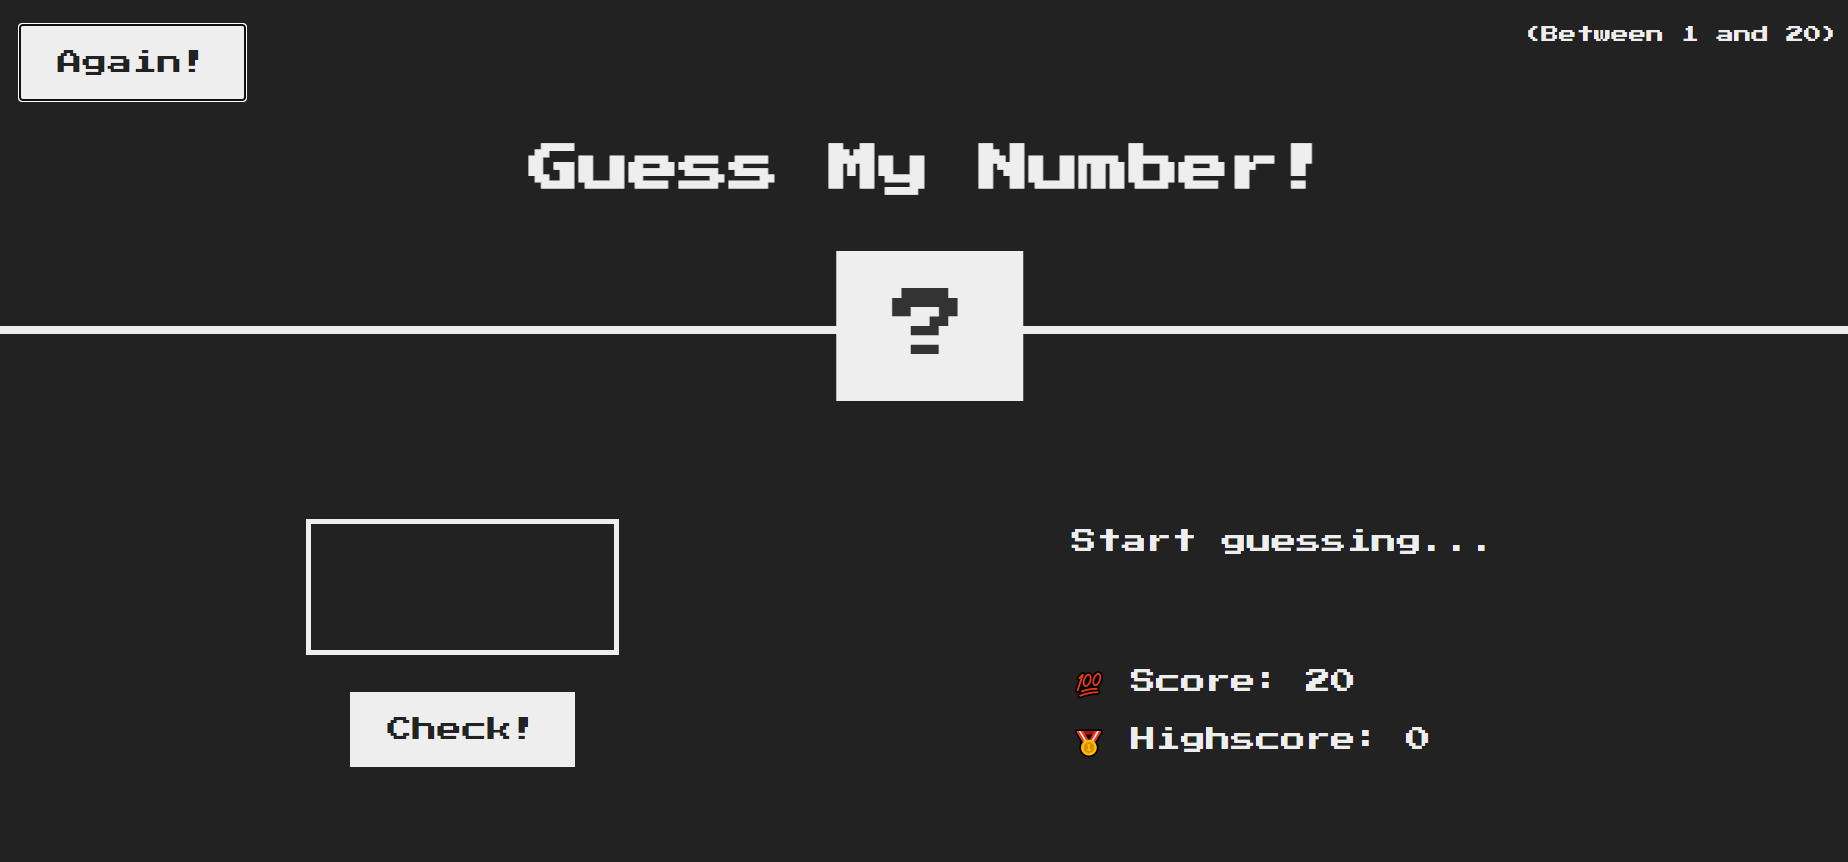 Again!
(Between 1 and 20)
Guess My Number!
?
Start guessing...
Check!
💯 Score: 20
🥇 Highscore: 0